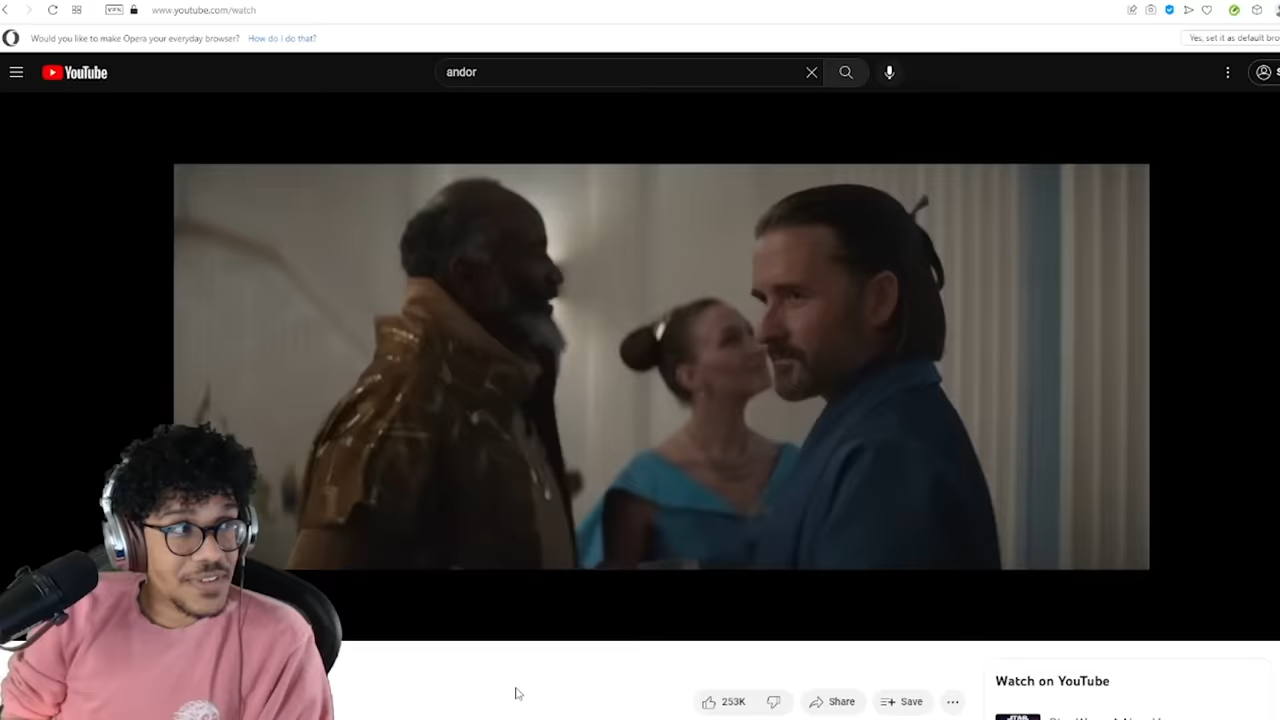 VPN
www.youtube.com/watch
Would you like to make Opera your everyday browser? How do I do that?
Yes, set it as default bro
YouTube
andor
S
253K
Share
Save
Watch on YouTube